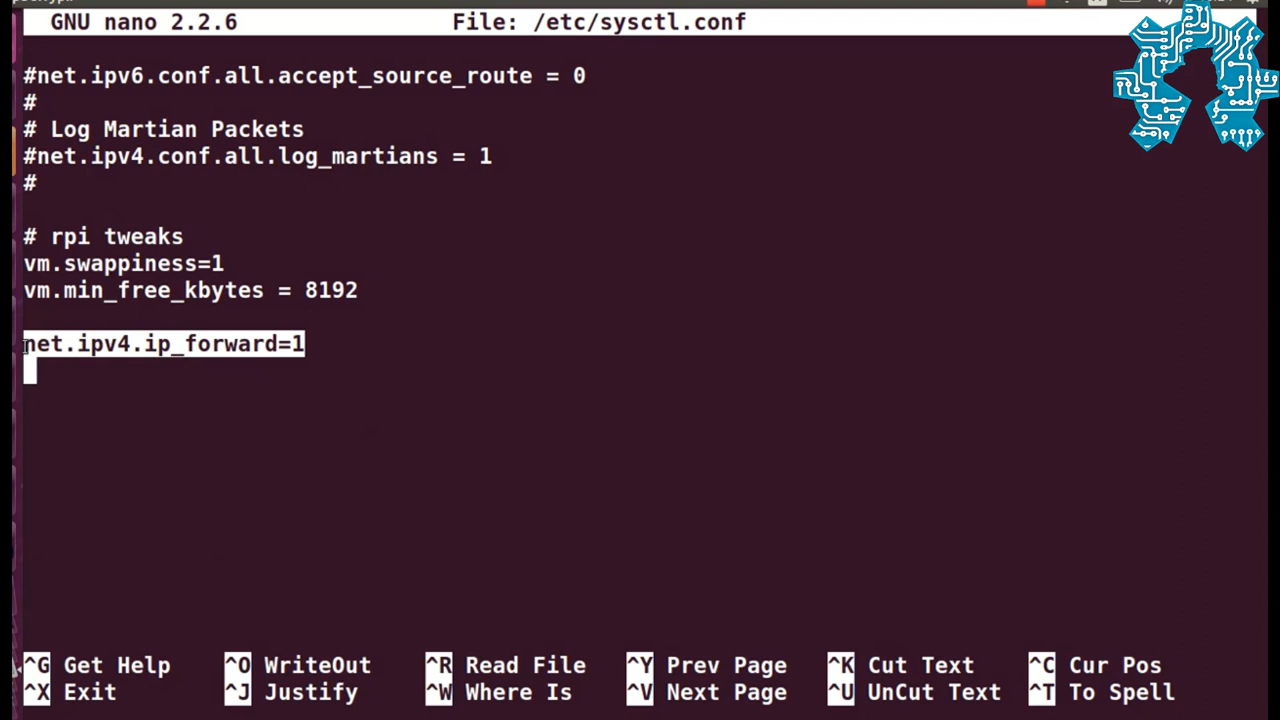 GNU nano 2.2.6 File: /etc/sysctl.conf
#net.ipv6.conf.all.accept_source_route = 0
#
# Log Martian Packets
#net.ipv4.conf.all.log_martians = 1
#
# rpi tweaks
vm.swappiness=1
vm.min_free_kbytes = 8192
net.ipv4.ip_forward=1
^G Get Help ^O WriteOut ^R Read File ^Y Prev Page ^K Cut Text ^C Cur Pos
^X Exit ^J Justify ^W Where Is ^V Next Page ^U UnCut Text ^T To Spell